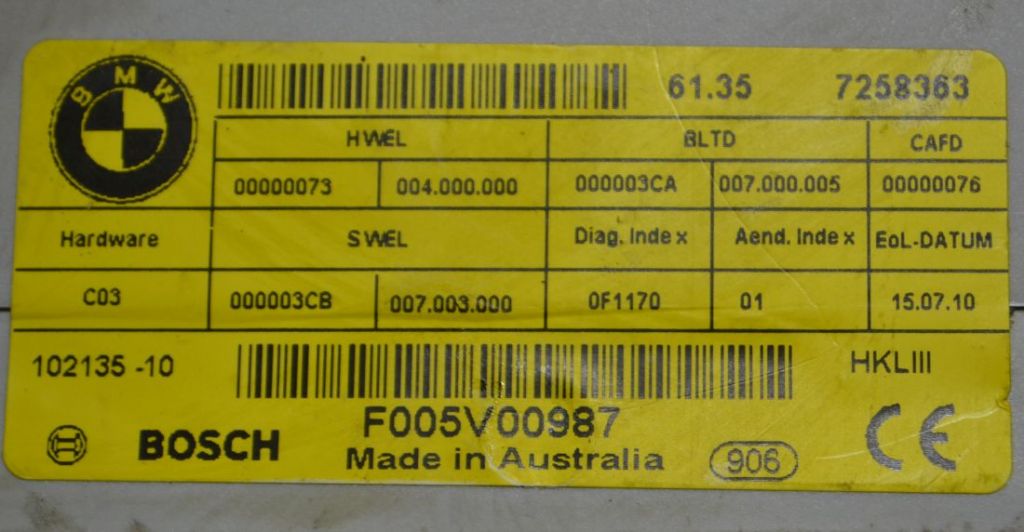 BMW
61.35 7258363
HWEL BLTD CAFD
00000073 004.000.000 000003CA 007.000.005 00000076
Hardware SWEL Diag. Index Aend. Index EoL-DATUM
C03 000003CB 007.003.000 0F1170 01 15.07.10
102135 -10 HKLIII
F005V00987
BOSCH Made in Australia 906 CE